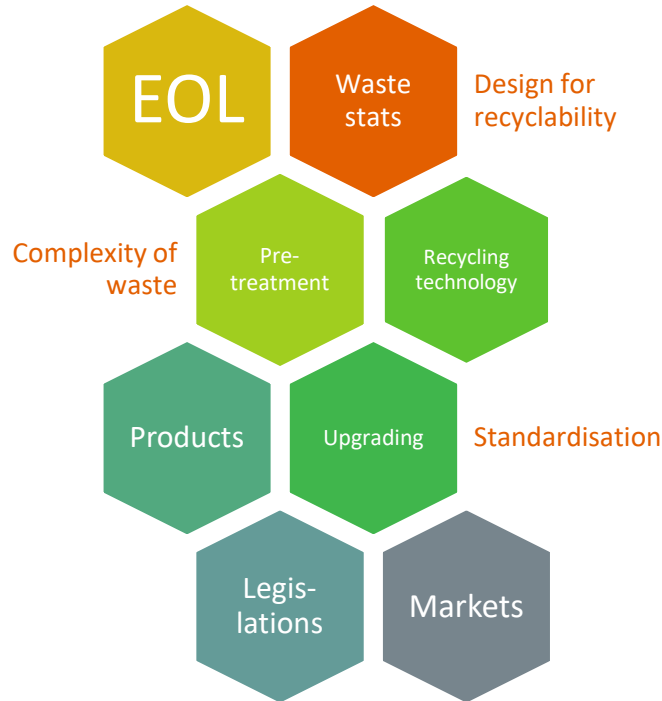 EOL
Waste
stats
Design for
recyclability
Complexity of
waste
Pre-
treatment
Recycling
technology
Products
Upgrading
Standardisation
Legis-
lations
Markets